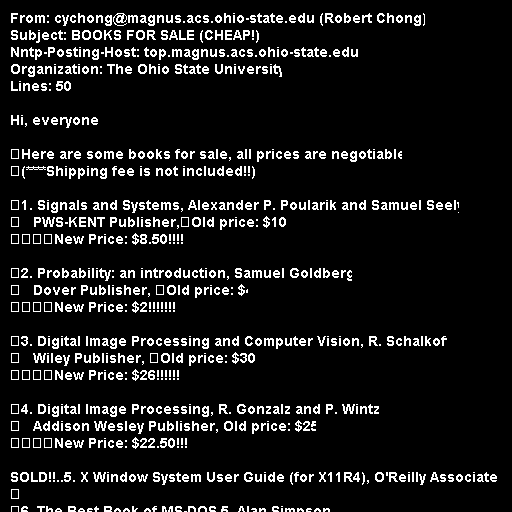 From: cychong@magnus.acs.ohio-state.edu (Robert Chong)
Subject: BOOKS FOR SALE (CHEAP!)
Nntp-Posting-Host: top.magnus.acs.ohio-state.edu
Organization: The Ohio State University
Lines: 50
Hi, everyone
Here are some books for sale, all prices are negotiable
(****Shipping fee is not included!!)
1. Signals and Systems, Alexander P. Poularik and Samuel Seely
PWS-KENT Publisher, Old price: $10
New Price: $8.50!!!!
2. Probability: an introduction, Samuel Goldberg
Dover Publisher, Old price: $4
New Price: $2!!!!!!!
3. Digital Image Processing and Computer Vision, R. Schalkof
Wiley Publisher, Old price: $30
New Price: $26!!!!!!
4. Digital Image Processing, R. Gonzalz and P. Wintz
Addison Wesley Publisher, Old price: $25
New Price: $22.50!!!
SOLD!!..5. X Window System User Guide (for X11R4), O'Reilly Associate
6. The Best Book of MS-DOS 5, Alan Simpson